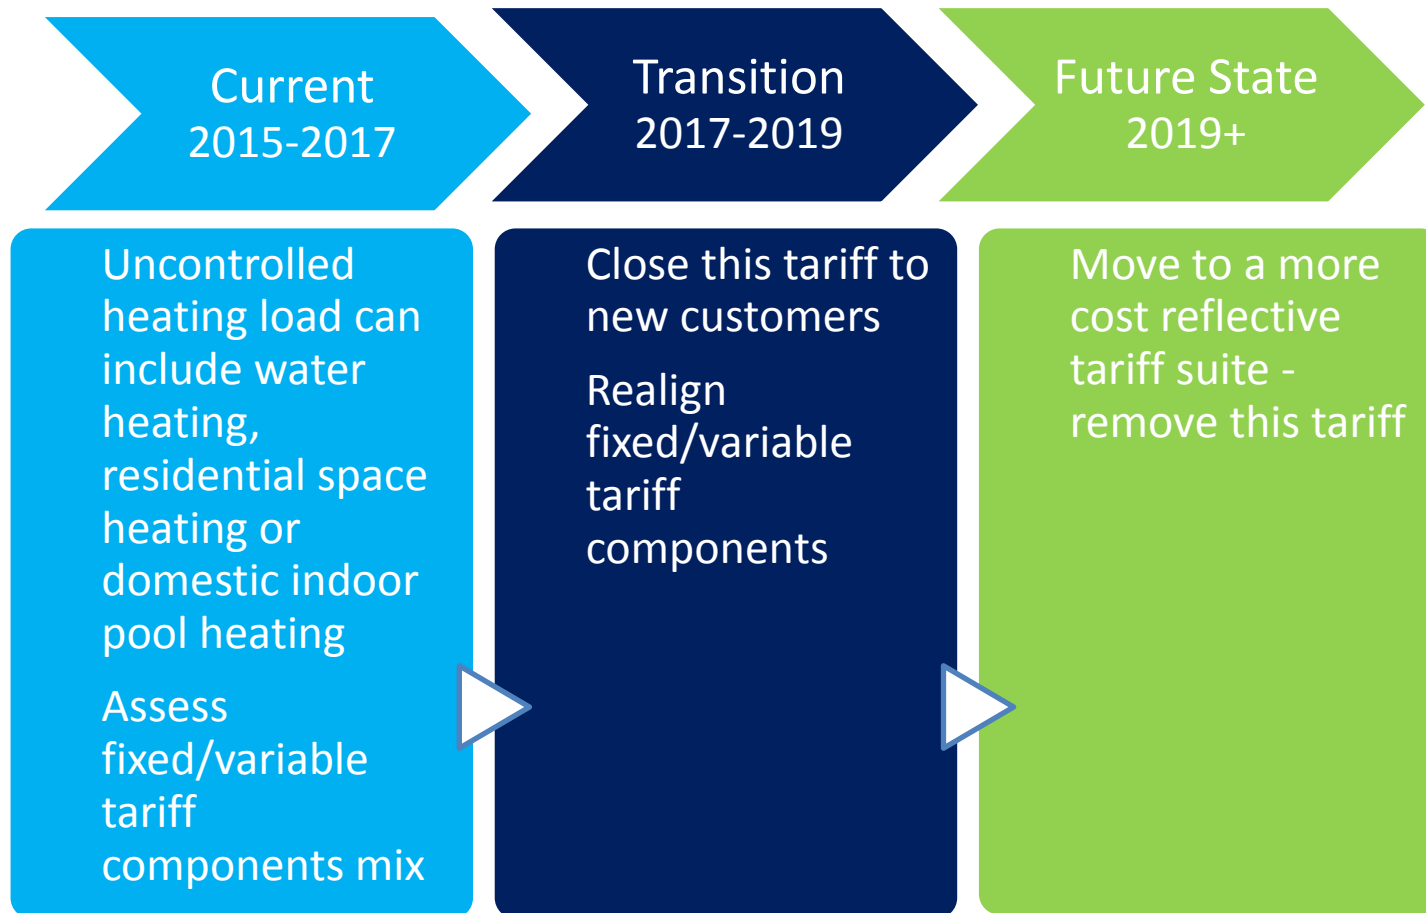 Current
2015-2017
Transition
2017-2019
Future State
2019+
Uncontrolled
heating load can
include water
heating,
residential space
heating or
domestic indoor
pool heating
Assess
fixed/variable
tariff
components mix
Close this tariff to
new customers
Realign
fixed/variable
tariff
components
Move to a more
cost reflective
tariff suite -
remove this tariff